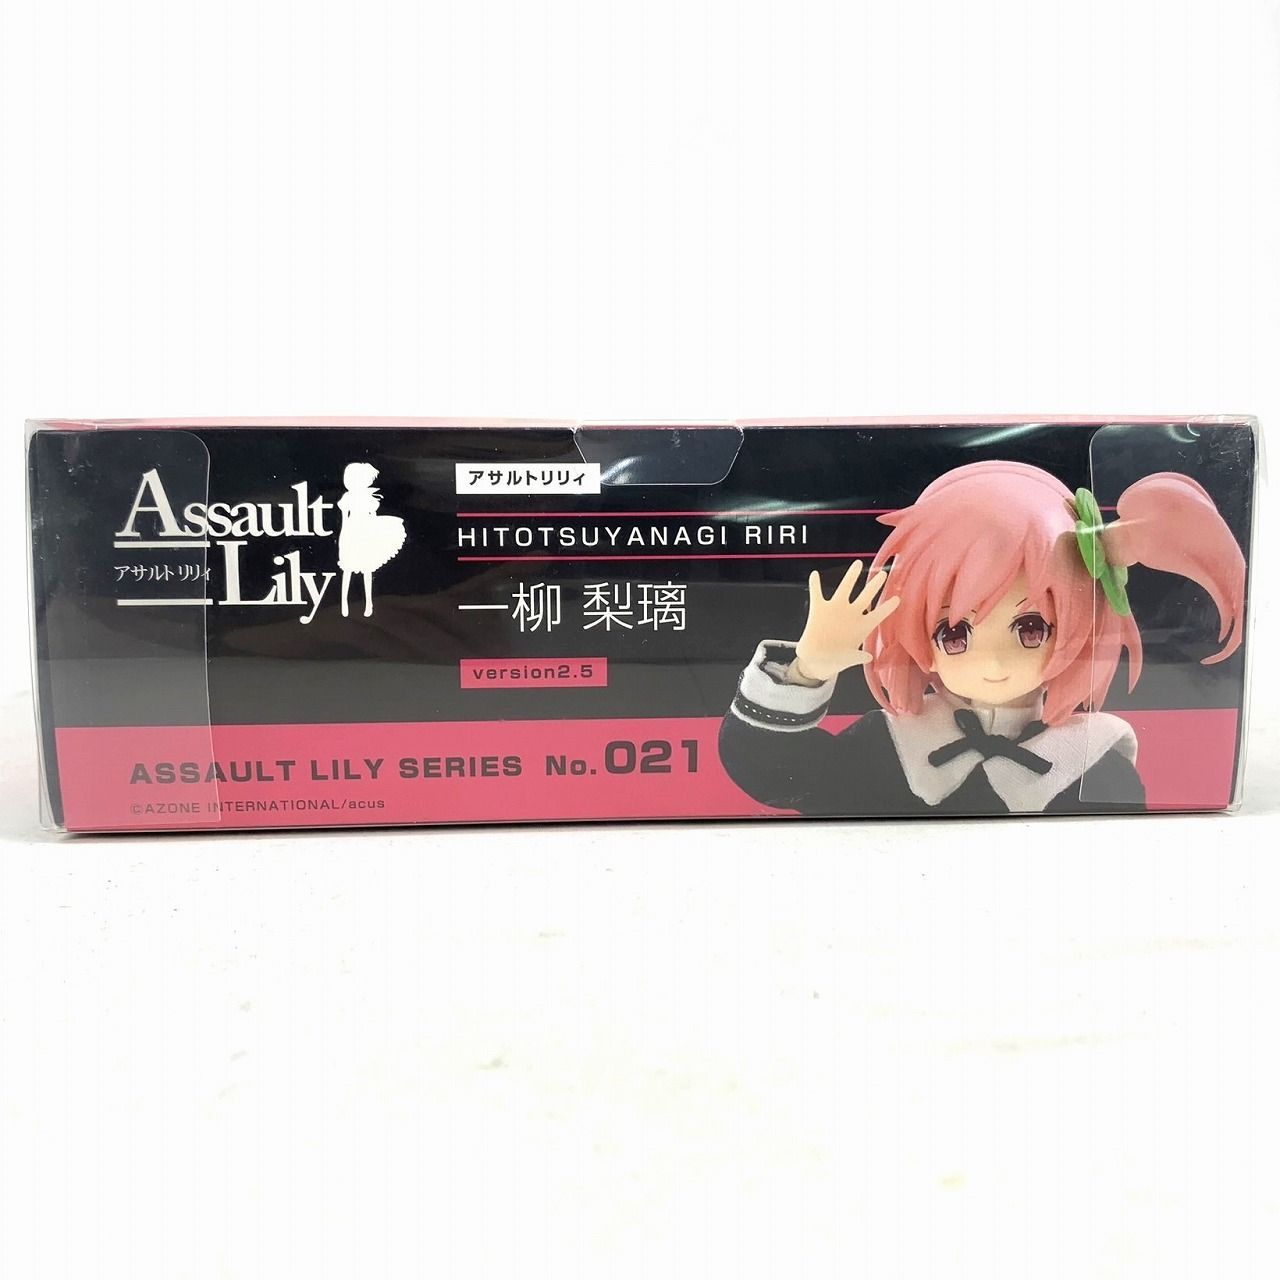 Assault
アサルトリリィ Lily
アサルトリリィ
HITOTSUYANAGI RIRI
一柳 梨璃
version2.5
ASSAULT LILY SERIES No.021
©AZONE INTERNATIONAL/acus